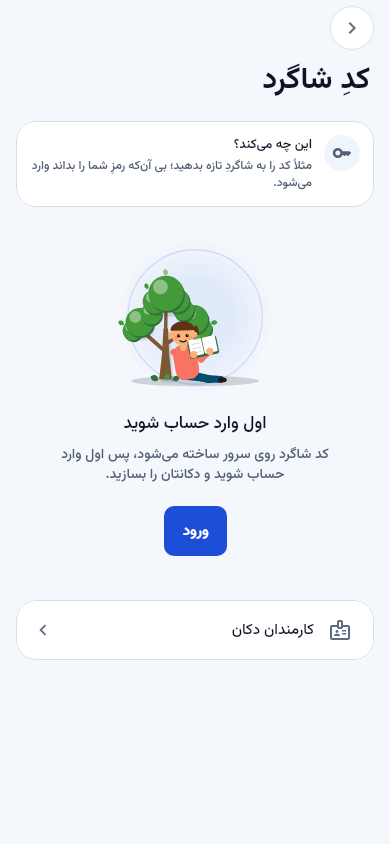 کدِ شاگرد
این چه می‌کند؟
مثلاً کد را به شاگردِ تازه بدهید؛ بی آن‌که رمزِ شما را بداند وارد
می‌شود.
اول وارد حساب شوید
کد شاگرد روی سرور ساخته می‌شود، پس اول وارد
حساب شوید و دکانتان را بسازید.
ورود
کارمندان دکان